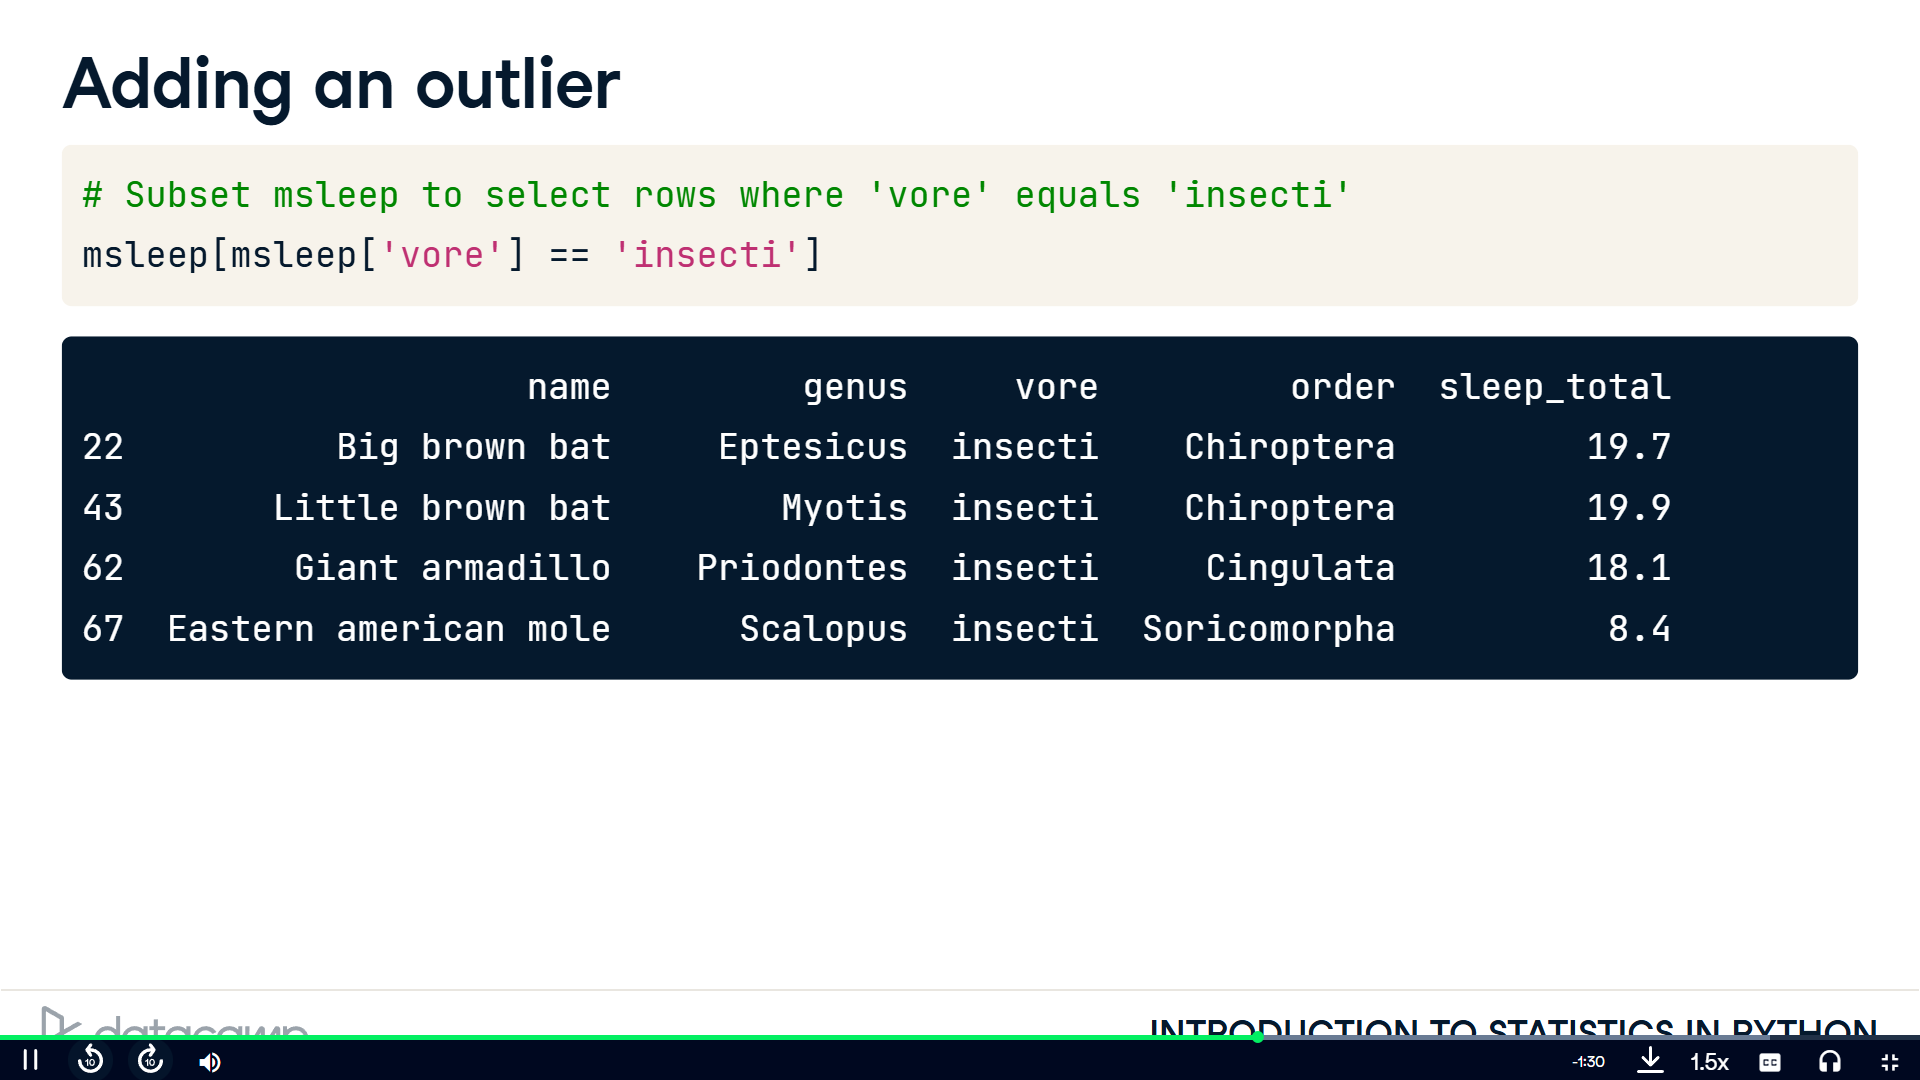 Adding an outlier
# Subset msleep to select rows where 'vore' equals 'insecti'
msleep[msleep['vore'] == 'insecti']
name genus vore order sleep_total
22 Big brown bat Eptesicus insecti Chiroptera 19.7
43 Little brown bat Myotis insecti Chiroptera 19.9
62 Giant armadillo Priodontes insecti Cingulata 18.1
67 Eastern american mole Scalopus insecti Soricomorpha 8.4
datacamp
INTRODUCTION TO STATISTICS IN PYTHON
10 10 -1:30 1.5x CC